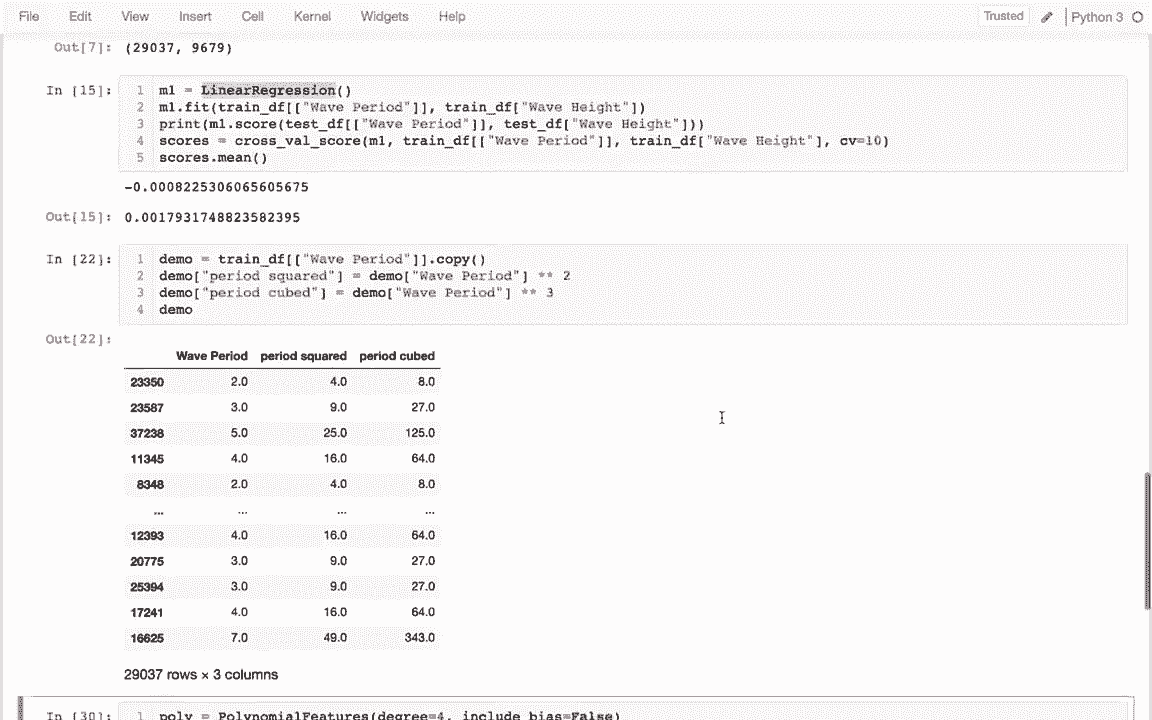 File Edit View Insert Cell Kernel Widgets Help Trusted Python 3
Out[7]: (29037, 9679)
In [15]: 1 m1 = LinearRegression()
2 m1.fit(train_df[["Wave Period"]], train_df["Wave Height"])
3 print(m1.score(test_df[["Wave Period"]], test_df["Wave Height"]))
4 scores = cross_val_score(m1, train_df[["Wave Period"]], train_df["Wave Height"], cv=10)
5 scores.mean()
-0.0008225306065605675
Out[15]: 0.0017931748823582395
In [22]: 1 demo = train_df[["Wave Period"]].copy()
2 demo["period squared"] = demo["Wave Period"] ** 2
3 demo["period cubed"] = demo["Wave Period"] ** 3
4 demo
Out[22]:
Wave Period period squared period cubed
23350 2.0 4.0 8.0
23587 3.0 9.0 27.0
37238 5.0 25.0 125.0
11345 4.0 16.0 64.0
8348 2.0 4.0 8.0
... ... ... ...
12393 4.0 16.0 64.0
20775 3.0 9.0 27.0
25394 3.0 9.0 27.0
17241 4.0 16.0 64.0
16625 7.0 49.0 343.0
29037 rows × 3 columns
In [30]: 1 poly = PolynomialFeatures(degree=4, include_bias=False)